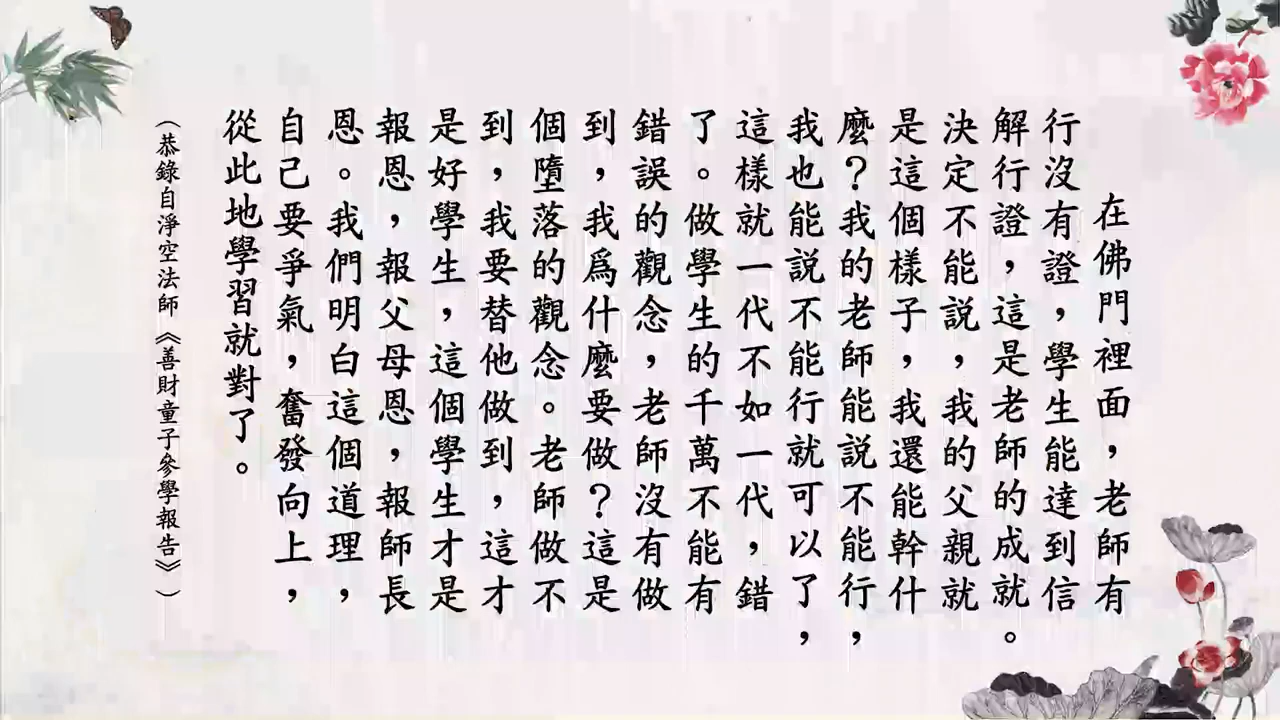 在佛門裡面，老師有
行沒有證，學生能達到信
解行證，這是老師的成就。
決定不能說，我的父親就
是這個樣子，我還能幹什
麼？我的老師能說不能行，
我也能說不能行就可以了，
這樣就一代不如一代，錯
了。做學生的千萬不能有
錯誤的觀念，老師沒有做
到，我為什麼要做？這是
個墮落的觀念。老師做不
到，我要替他做到，這才
是好學生，這個學生才是
報恩，報父母恩，報師長
恩。我們明白這個道理，
自己要爭氣，奮發向上，
從此地學習就對了。
（恭錄自淨空法師《善財童子參學報告》）